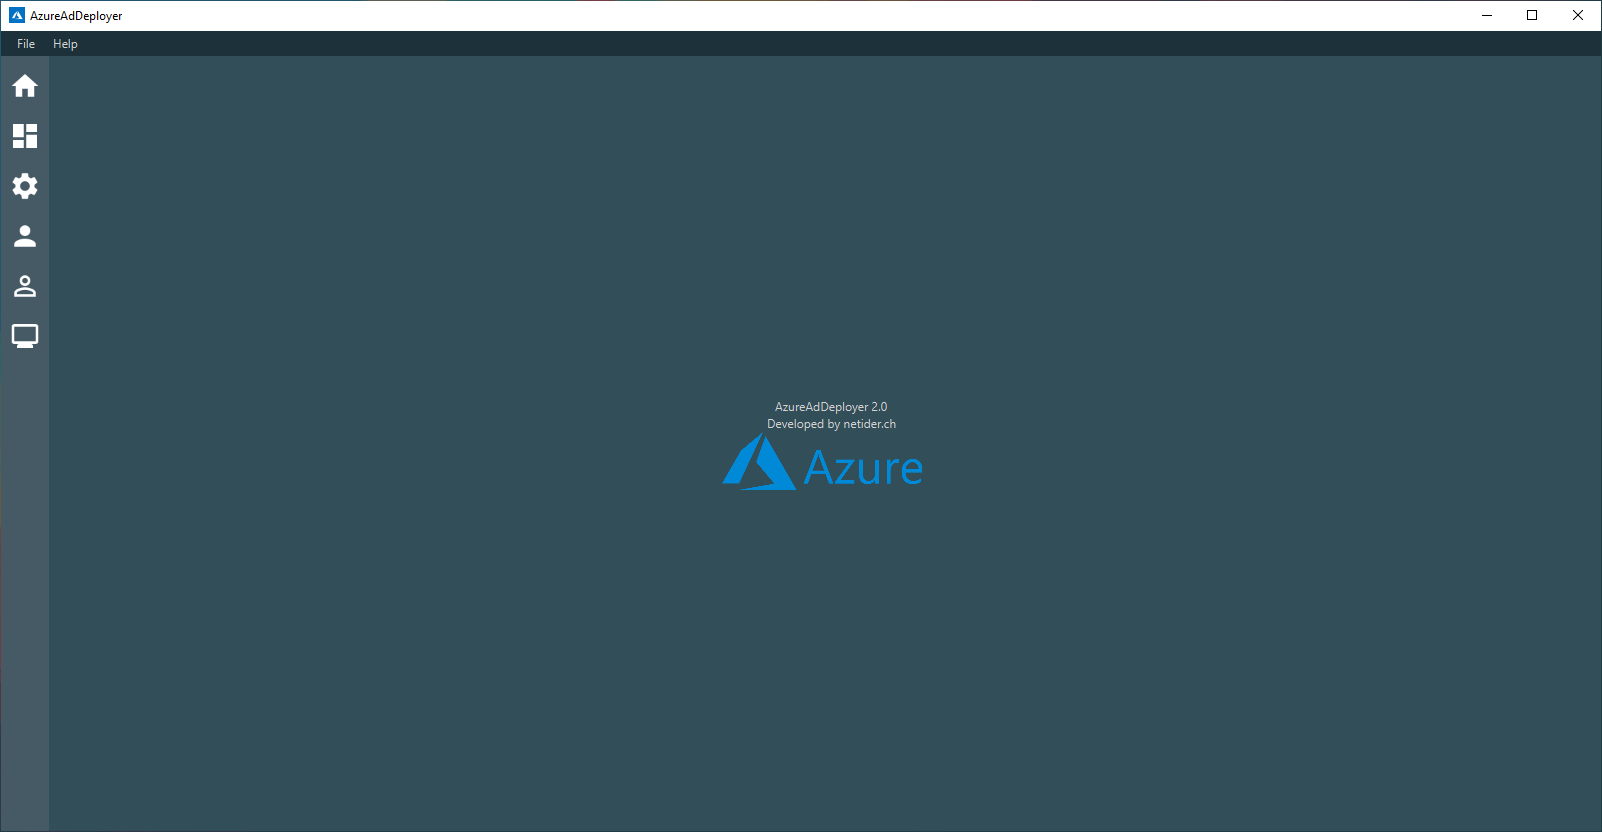 AzureAdDeployer
File Help
AzureAdDeployer 2.0
Developed by netider.ch
Azure